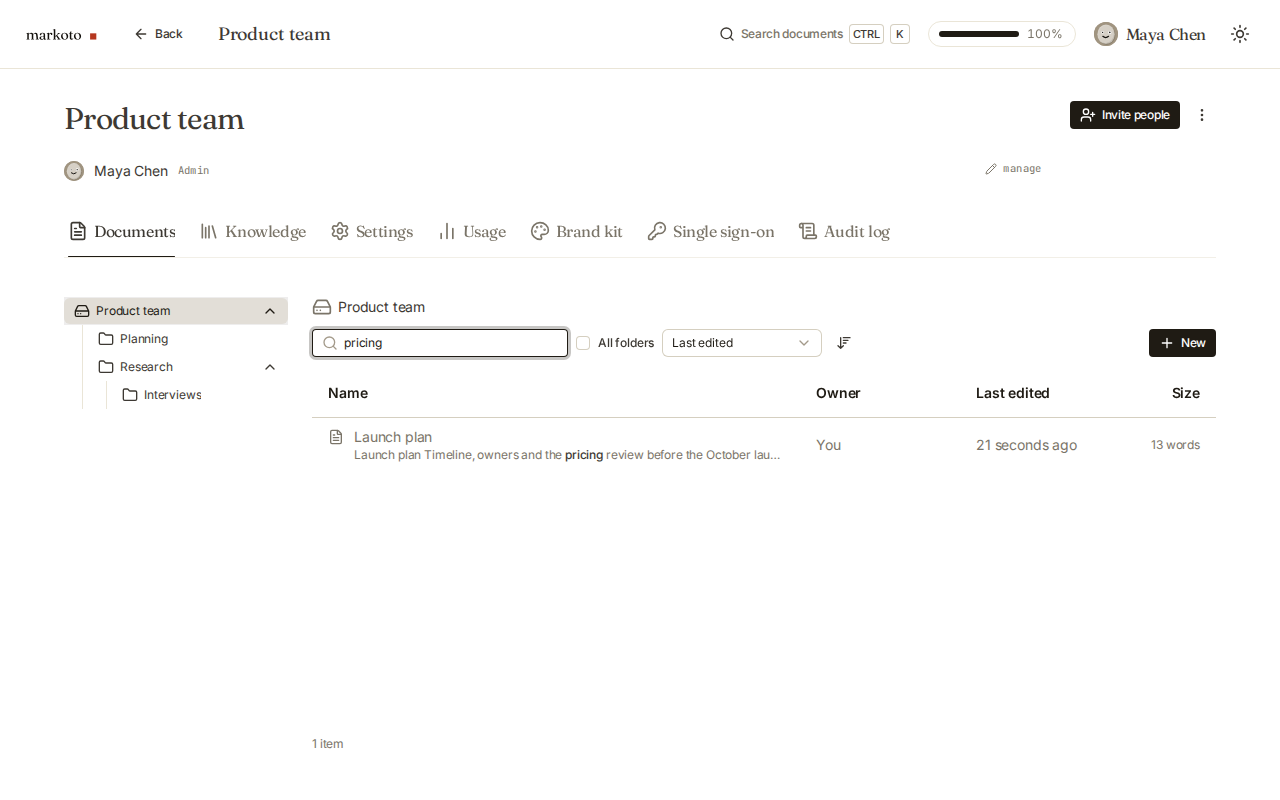 markoto
Back
Product team
Search documents CTRL K
100%
Maya Chen
Product team
Invite people
Maya Chen Admin
manage
Documents
Knowledge
Settings
Usage
Brand kit
Single sign-on
Audit log
Product team
Planning
Research
Interviews
Product team
pricing
All folders
Last edited
New
Name Owner Last edited Size
Launch plan
Launch plan Timeline, owners and the pricing review before the October lau...
You
21 seconds ago
13 words
1 item